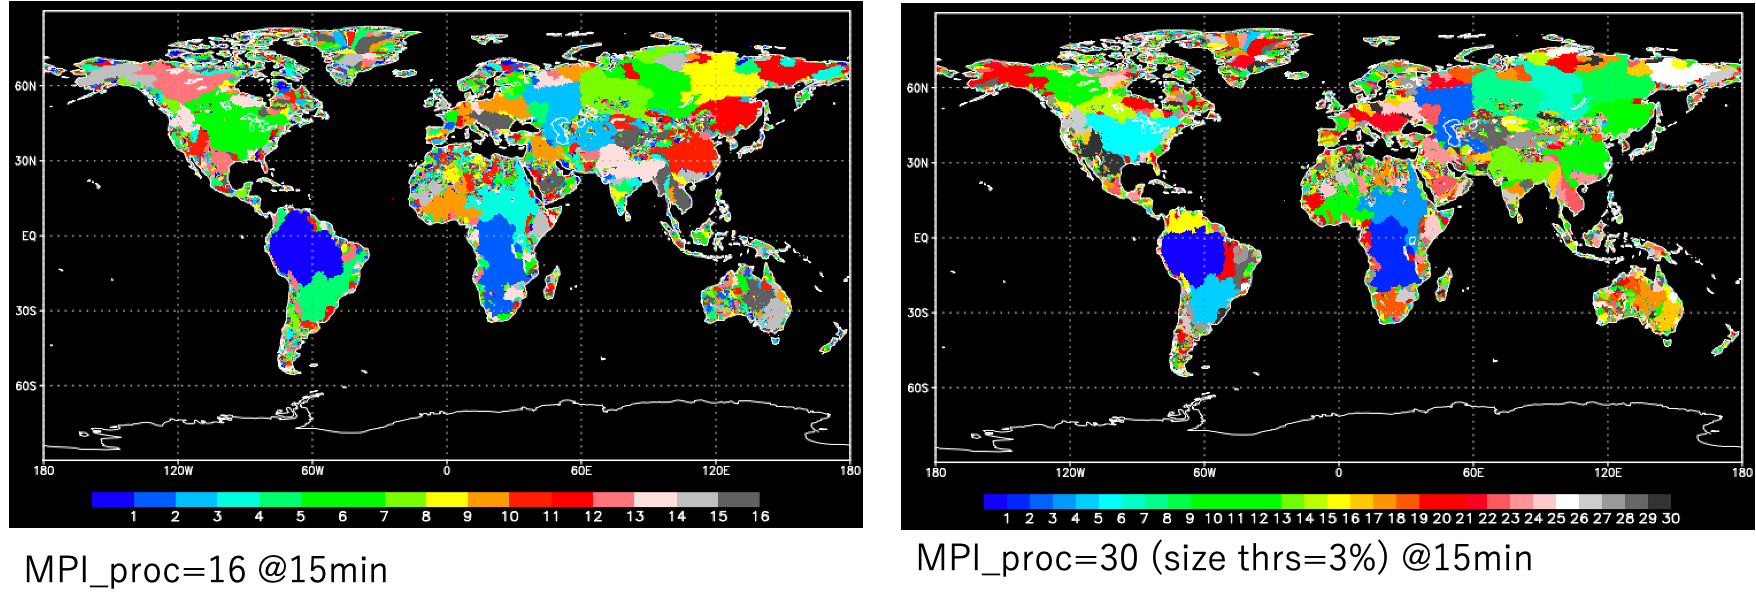 60N
30N
EQ
30S
60S
180 120W 60W 0 60E 120E 180
1 2 3 4 5 6 7 8 9 10 11 12 13 14 15 16
MPI_proc=16 @15min
60N
30N
EQ
30S
60S
180 120W 60W 0 60E 120E 180
1 2 3 4 5 6 7 8 9 10 11 12 13 14 15 16 17 18 19 20 21 22 23 24 25 26 27 28 29 30
MPI_proc=30 (size thrs=3%) @15min